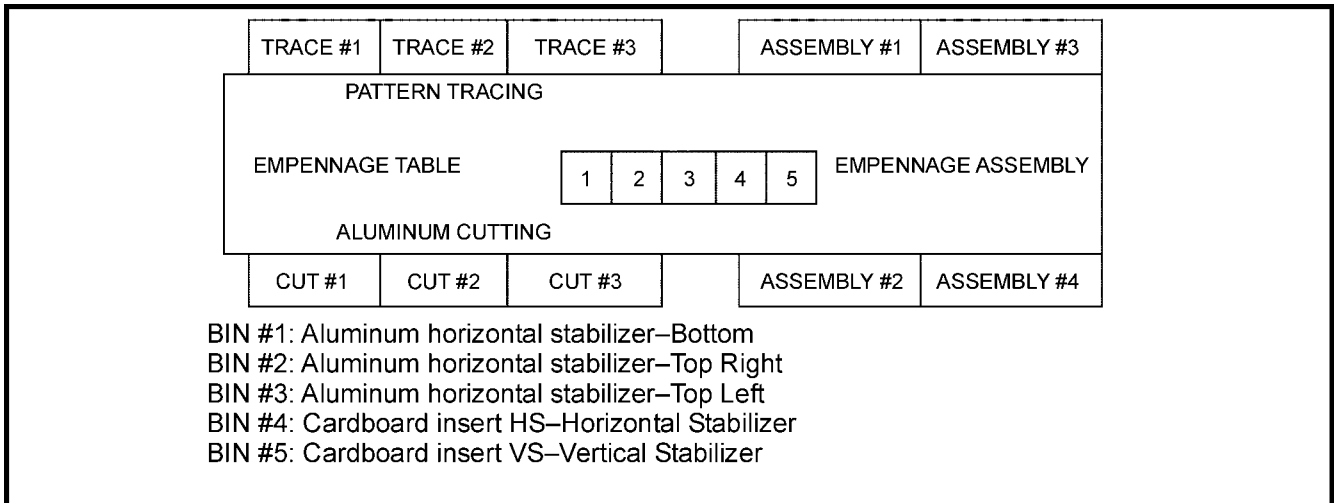 TRACE #1 TRACE #2 TRACE #3 ASSEMBLY #1 ASSEMBLY #3
PATTERN TRACING
EMPENNAGE TABLE 1 2 3 4 5 EMPENNAGE ASSEMBLY
ALUMINUM CUTTING
CUT #1 CUT #2 CUT #3 ASSEMBLY #2 ASSEMBLY #4
BIN #1: Aluminum horizontal stabilizer–Bottom
BIN #2: Aluminum horizontal stabilizer–Top Right
BIN #3: Aluminum horizontal stabilizer–Top Left
BIN #4: Cardboard insert HS–Horizontal Stabilizer
BIN #5: Cardboard insert VS–Vertical Stabilizer